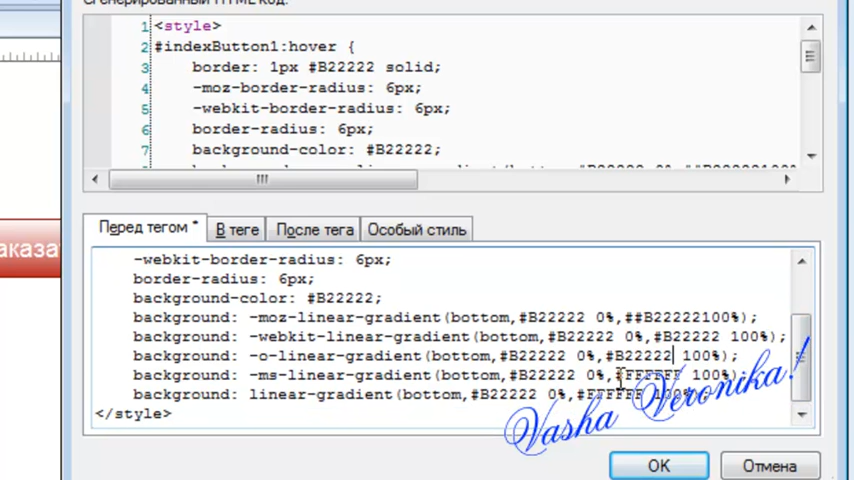 Сгенерированный HTML код:
1 <style>
2 #indexButton1:hover {
3 border: 1px #B22222 solid;
4 -moz-border-radius: 6px;
5 -webkit-border-radius: 6px;
6 border-radius: 6px;
7 background-color: #B22222;
Перед тегом * В теге После тега Особый стиль
аказат
-webkit-border-radius: 6px;
border-radius: 6px;
background-color: #B22222;
background: -moz-linear-gradient(bottom,#B22222 0%,##B22222100%);
background: -webkit-linear-gradient(bottom,#B22222 0%,#B22222 100%);
background: -o-linear-gradient(bottom,#B22222 0%,#B22222 100%);
background: -ms-linear-gradient(bottom,#B22222 0%,#FFFFFF 100%);
background: linear-gradient(bottom,#B22222 0%,#FFFFFF 100%);
</style>
Vasha Veronika!
OK Отмена